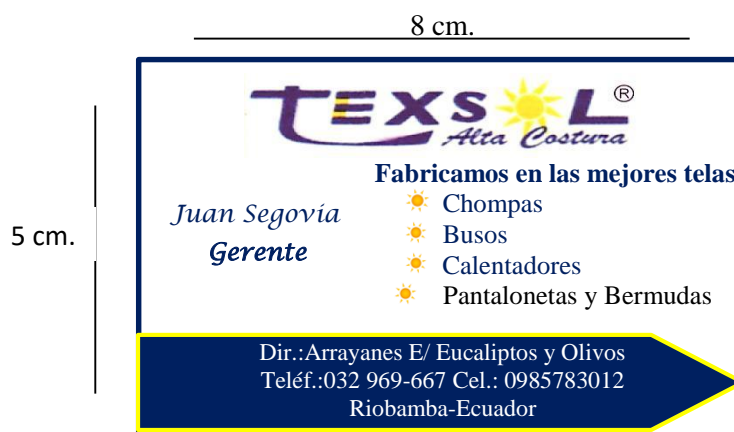 8 cm.
TEXSOL®
Alta Costura
Fabricamos en las mejores telas
Juan Segovía
Gerente
Chompas
Busos
Calentadores
Pantalonetas y Bermudas
5 cm.
Dir.:Arrayanes E/ Eucaliptos y Olivos
Teléf.:032 969-667 Cel.: 0985783012
Riobamba-Ecuador